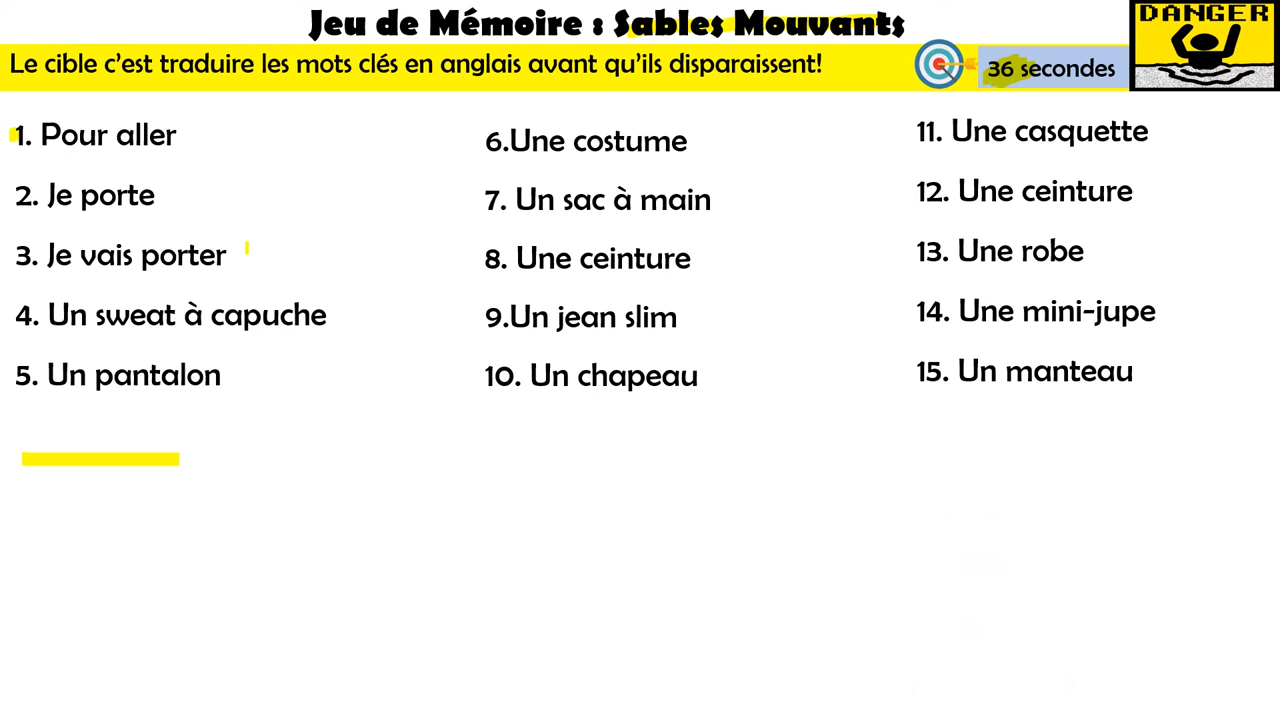 Jeu de Mémoire : Sables Mouvants
Le cible c'est traduire les mots clés en anglais avant qu'ils disparaissent!
36 secondes
DANGER
1. Pour aller
2. Je porte
3. Je vais porter
4. Un sweat à capuche
5. Un pantalon
6.Une costume
7. Un sac à main
8. Une ceinture
9.Un jean slim
10. Un chapeau
11. Une casquette
12. Une ceinture
13. Une robe
14. Une mini-jupe
15. Un manteau